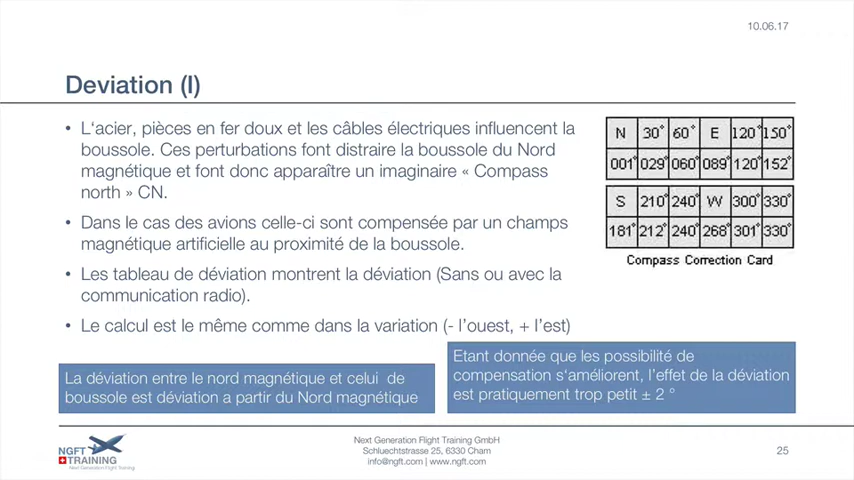 10.06.17
Deviation (I)
• L'acier, pièces en fer doux et les câbles électriques influencent la
boussole. Ces perturbations font distraire la boussole du Nord
magnétique et font donc apparaître un imaginaire « Compass
north » CN.
• Dans le cas des avions celle-ci sont compensée par un champs
magnétique artificielle au proximité de la boussole.
• Les tableau de déviation montrent la déviation (Sans ou avec la
communication radio).
• Le calcul est le même comme dans la variation (- l'ouest, + l'est)
N 30° 60° E 120° 150°
001° 029° 060° 089° 120° 152°
S 210° 240° W 300° 330°
181° 212° 240° 268° 301° 330°
Compass Correction Card
La déviation entre le nord magnétique et celui de
boussole est déviation a partir du Nord magnétique
Etant donnée que les possibilité de
compensation s'améliorent, l'effet de la déviation
est pratiquement trop petit ± 2 °
NGFT
TRAINING
Next Generation Flight Training
Next Generation Flight Training GmbH
Schluechtstrasse 25, 6330 Cham
info@ngft.com | www.ngft.com
25